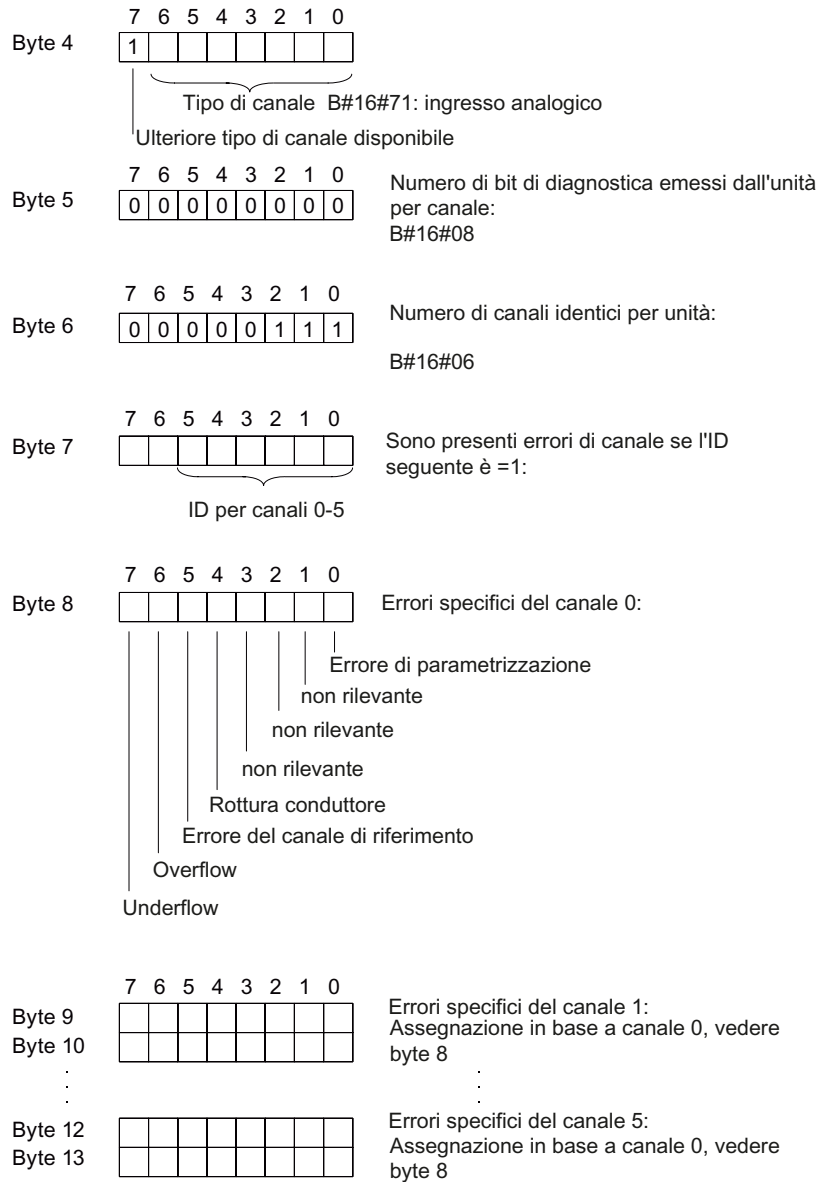 7 6 5 4 3 2 1 0
Byte 4
1
Tipo di canale B#16#71: ingresso analogico
Ulteriore tipo di canale disponibile
7 6 5 4 3 2 1 0
Byte 5
0 0 0 0 0 0 0 0
Numero di bit di diagnostica emessi dall'unità
per canale:
B#16#08
7 6 5 4 3 2 1 0
Byte 6
0 0 0 0 0 1 1 1
Numero di canali identici per unità:
B#16#06
7 6 5 4 3 2 1 0
Byte 7
Sono presenti errori di canale se l'ID
seguente è =1:
ID per canali 0-5
7 6 5 4 3 2 1 0
Byte 8
Errori specifici del canale 0:
Errore di parametrizzazione
non rilevante
non rilevante
non rilevante
Rottura conduttore
Errore del canale di riferimento
Overflow
Underflow
7 6 5 4 3 2 1 0
Byte 9
Byte 10
Errori specifici del canale 1:
Assegnazione in base a canale 0, vedere
byte 8
Byte 12
Byte 13
Errori specifici del canale 5:
Assegnazione in base a canale 0, vedere
byte 8